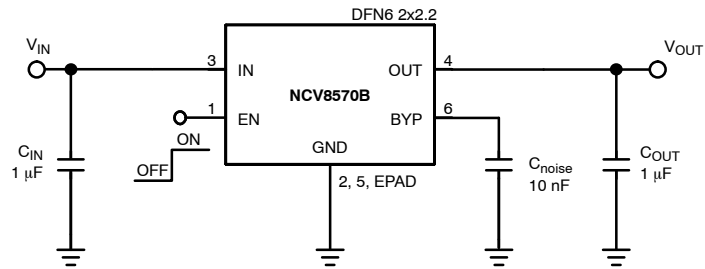 DFN6 2x2.2
VIN
VOUT
3
IN
OUT
4
NCV8570B
1
EN
BYP
6
ON
OFF
GND
CIN
1 μF
2, 5, EPAD
Cnoise
10 nF
COUT
1 μF